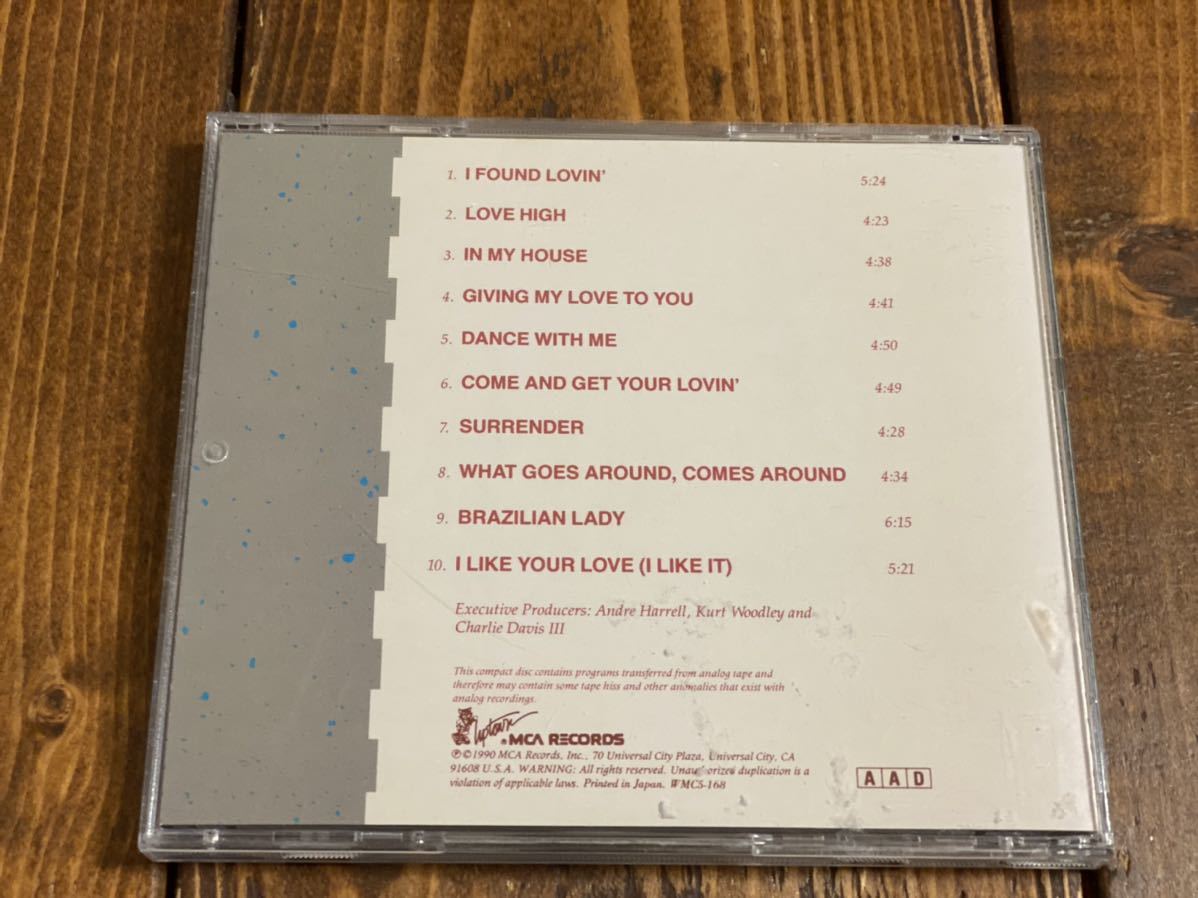 1. I FOUND LOVIN' 5:24
2. LOVE HIGH 4:23
3. IN MY HOUSE 4:38
4. GIVING MY LOVE TO YOU 4:41
5. DANCE WITH ME 4:50
6. COME AND GET YOUR LOVIN' 4:49
7. SURRENDER 4:28
8. WHAT GOES AROUND, COMES AROUND 4:34
9. BRAZILIAN LADY 6:15
10. I LIKE YOUR LOVE (I LIKE IT) 5:21
Executive Producers: Andre Harrell, Kurt Woodley and
Charlie Davis III
This compact disc contains programs transferred from analog tape and
therefore may contain some tape hiss and other anomalies that exist with
analog recordings.
Uptown
MCA RECORDS
℗©1990 MCA Records, Inc., 70 Universal City Plaza, Universal City, CA
91608 U.S.A. WARNING: All rights reserved. Unauthorized duplication is a
violation of applicable laws. Printed in Japan. WMC5-168
AAD